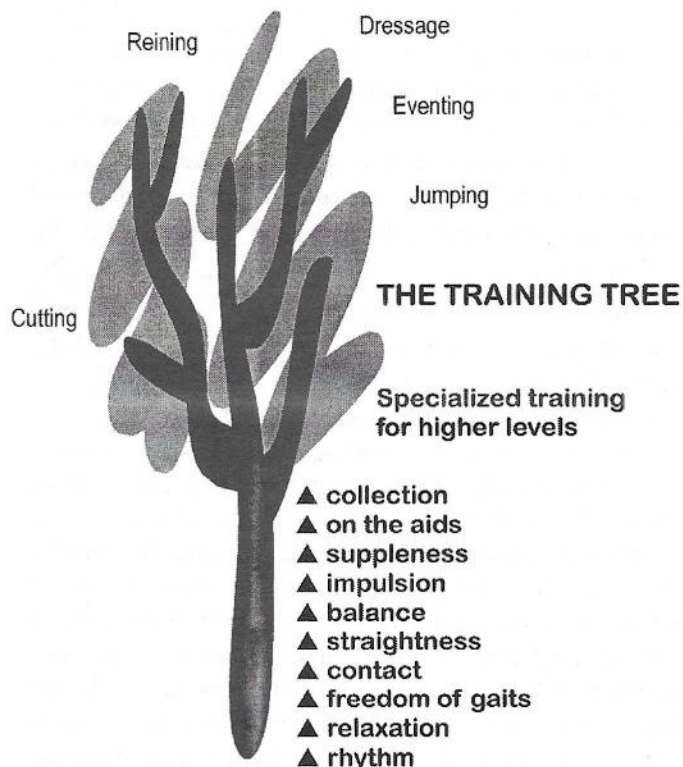 Reining
Dressage
Eventing
Jumping
THE TRAINING TREE
Cutting
Specialized training
for higher levels
▲ collection
▲ on the aids
▲ suppleness
▲ impulsion
▲ balance
▲ straightness
▲ contact
▲ freedom of gaits
▲ relaxation
▲ rhythm